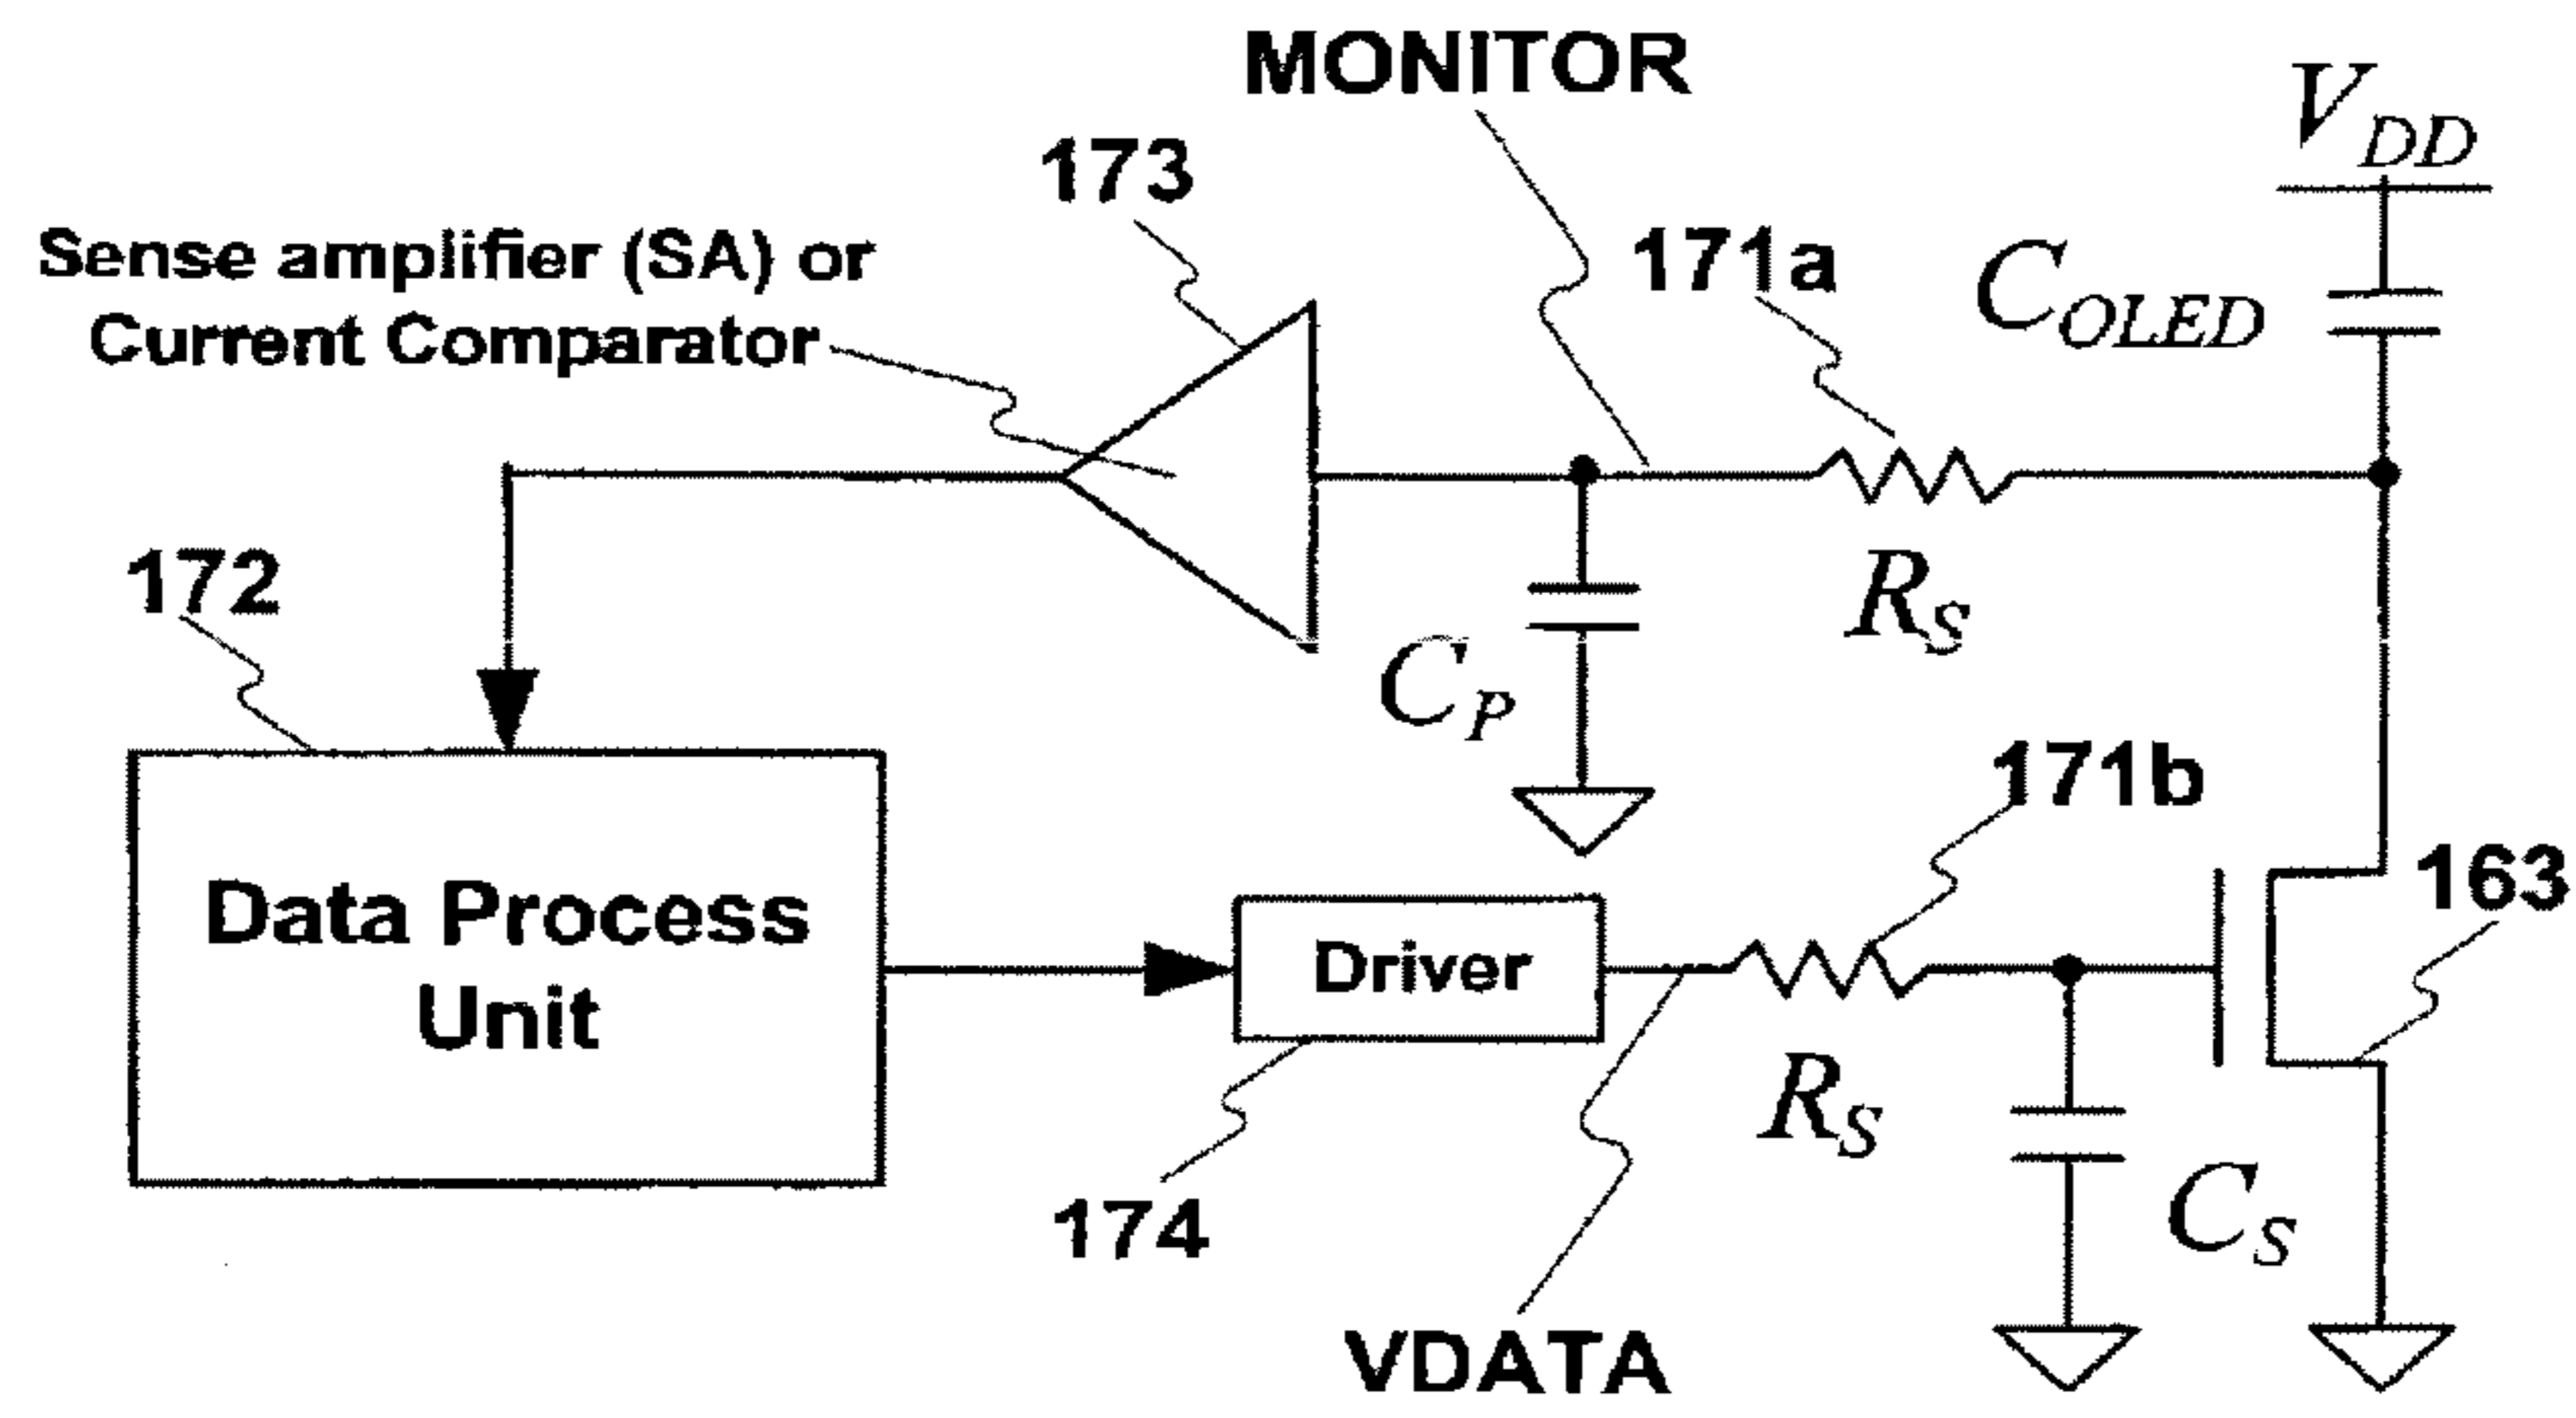 MONITOR
V_DD
173
171a
C_OLED
Sense amplifier (SA) or
Current Comparator
R_S
172
C_P
171b
163
Data Process
Unit
Driver
R_S
174
C_S
VDATA